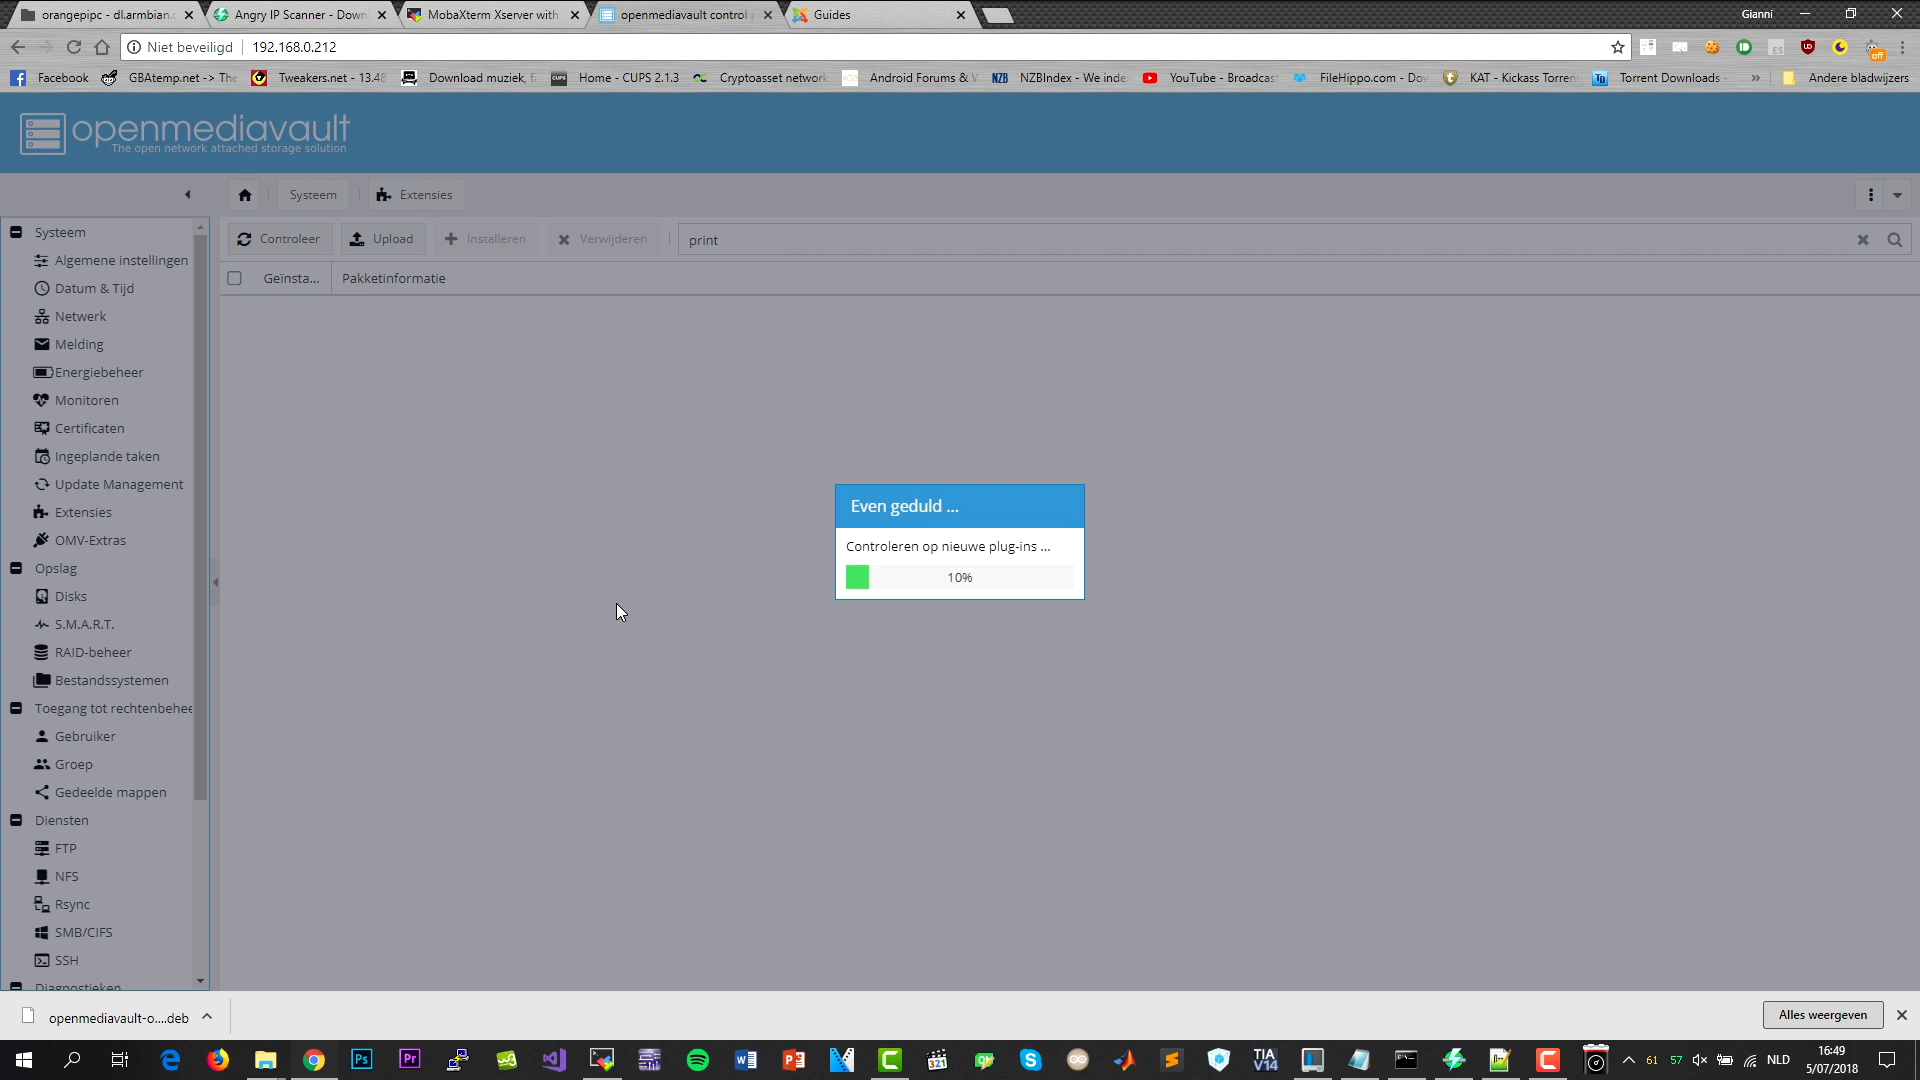 orangepipc - dl.armbian.
Angry IP Scanner - Down
MobaXterm Xserver with
openmediavault control p
Guides
Gianni
Niet beveiligd
192.168.0.212
Facebook
GBAtemp.net -> The
Tweakers.net - 13.48
Download muziek, fi
Home - CUPS 2.1.3
Cryptoasset network
Android Forums & W
NZBIndex - We inde
YouTube - Broadcast
FileHippo.com - Dow
KAT - Kickass Torrent
Torrent Downloads -
»
Andere bladwijzers
openmediavault
The open network attached storage solution
Systeem
Extensies
Controleer
Upload
Installeren
Verwijderen
print
Geïnsta...
Pakketinformatie
Systeem
Algemene instellingen
Datum & Tijd
Netwerk
Melding
Energiebeheer
Monitoren
Certificaten
Ingeplande taken
Update Management
Extensies
OMV-Extras
Opslag
Disks
S.M.A.R.T.
RAID-beheer
Bestandssystemen
Toegang tot rechtenbehee
Gebruiker
Groep
Gedeelde mappen
Diensten
FTP
NFS
Rsync
SMB/CIFS
SSH
Diagnostieken
Even geduld ...
Controleren op nieuwe plug-ins ...
10%
openmediavault-o....deb
Alles weergeven
61
57
NLD
16:49
5/07/2018